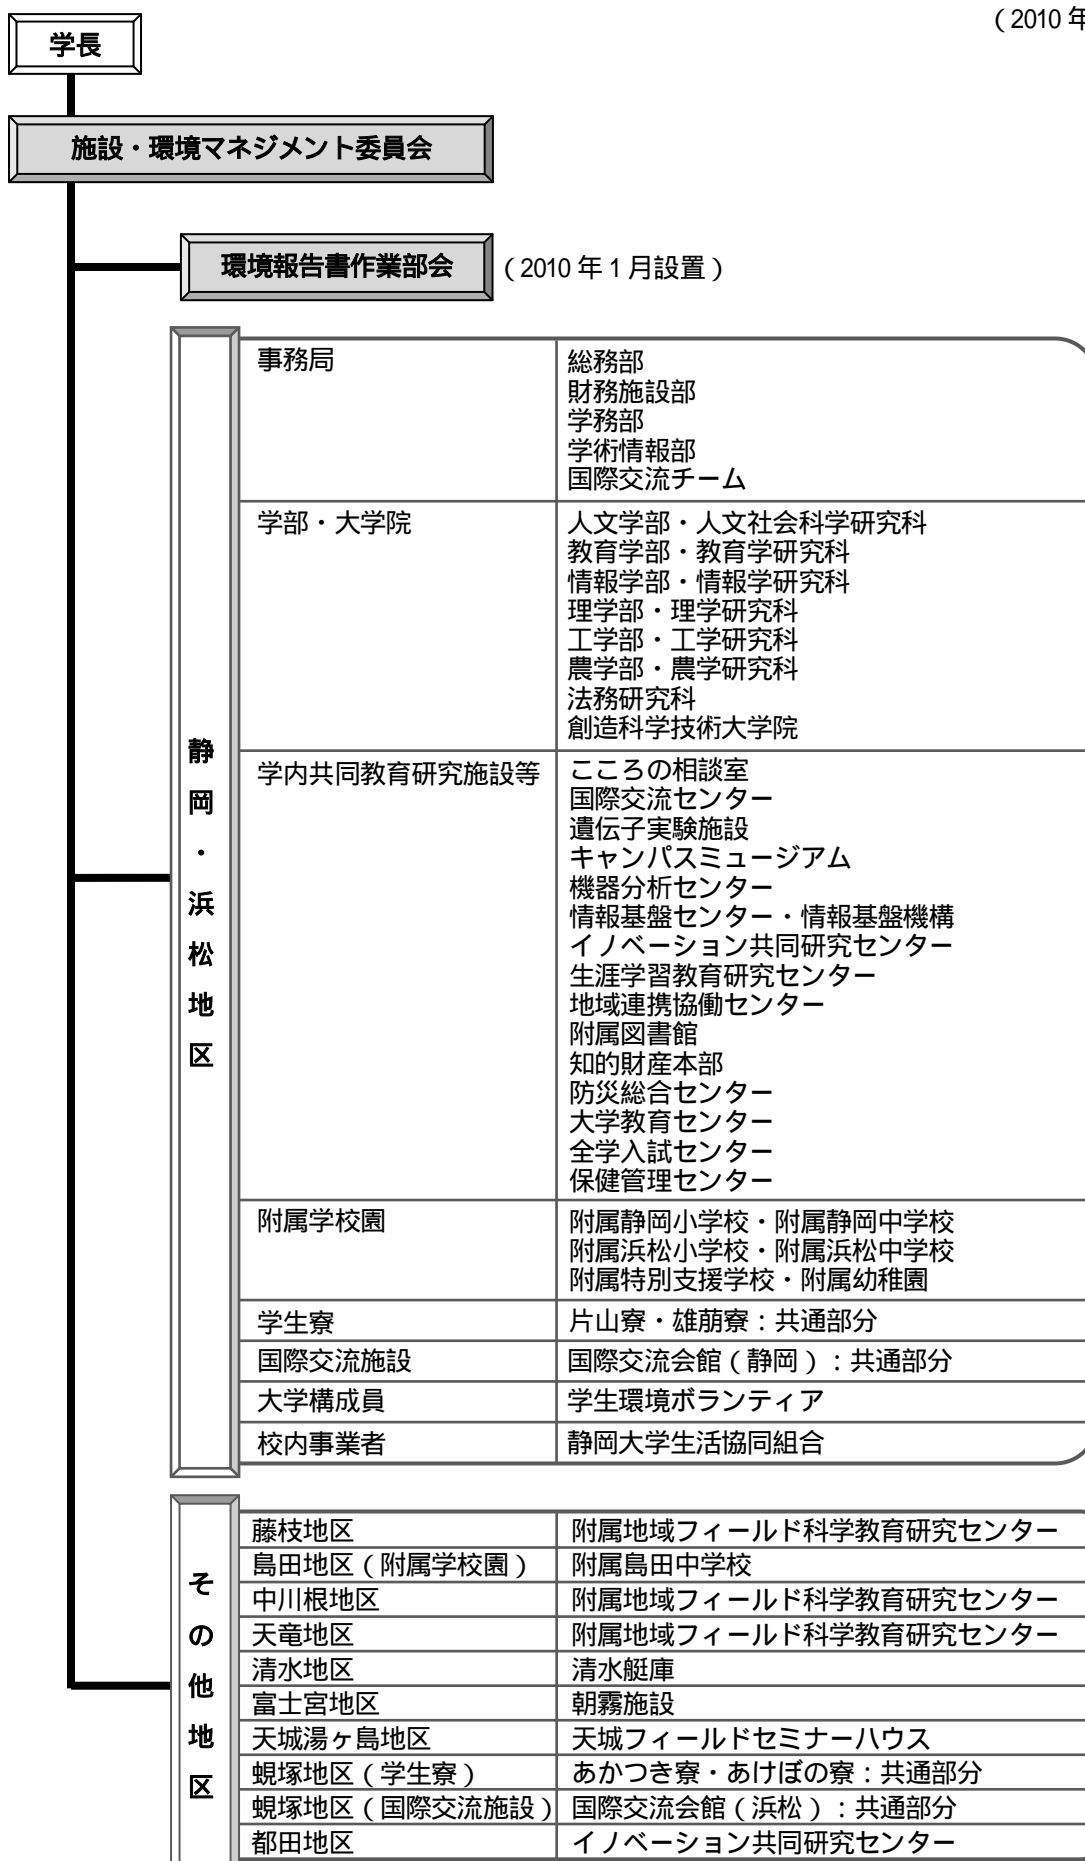 (2010 年
学長
施設・環境マネジメント委員会
環境報告書作業部会
(2010 年 1 月設置)
静岡・浜松地区
事務局
総務部
財務施設部
学務部
学術情報部
国際交流チーム
学部・大学院
人文学部・人文社会科学研究科
教育学部・教育学研究科
情報学部・情報学研究科
理学部・理学研究科
工学部・工学研究科
農学部・農学研究科
法務研究科
創造科学技術大学院
学内共同教育研究施設等
こころの相談室
国際交流センター
遺伝子実験施設
キャンパスミュージアム
機器分析センター
情報基盤センター・情報基盤機構
イノベーション共同研究センター
生涯学習教育研究センター
地域連携協働センター
附属図書館
知的財産本部
防災総合センター
大学教育センター
全学入試センター
保健管理センター
附属学校園
附属静岡小学校・附属静岡中学校
附属浜松小学校・附属浜松中学校
附属特別支援学校・附属幼稚園
学生寮
片山寮・雄萠寮：共通部分
国際交流施設
国際交流会館(静岡)：共通部分
大学構成員
学生環境ボランティア
校内事業者
静岡大学生活協同組合
その他地区
藤枝地区
附属地域フィールド科学教育研究センター
島田地区(附属学校園)
附属島田中学校
中川根地区
附属地域フィールド科学教育研究センター
天竜地区
附属地域フィールド科学教育研究センター
清水地区
清水艇庫
富士宮地区
朝霧施設
天城湯ヶ島地区
天城フィールドセミナーハウス
蜆塚地区(学生寮)
あかつき寮・あけぼの寮：共通部分
蜆塚地区(国際交流施設)
国際交流会館(浜松)：共通部分
都田地区
イノベーション共同研究センター